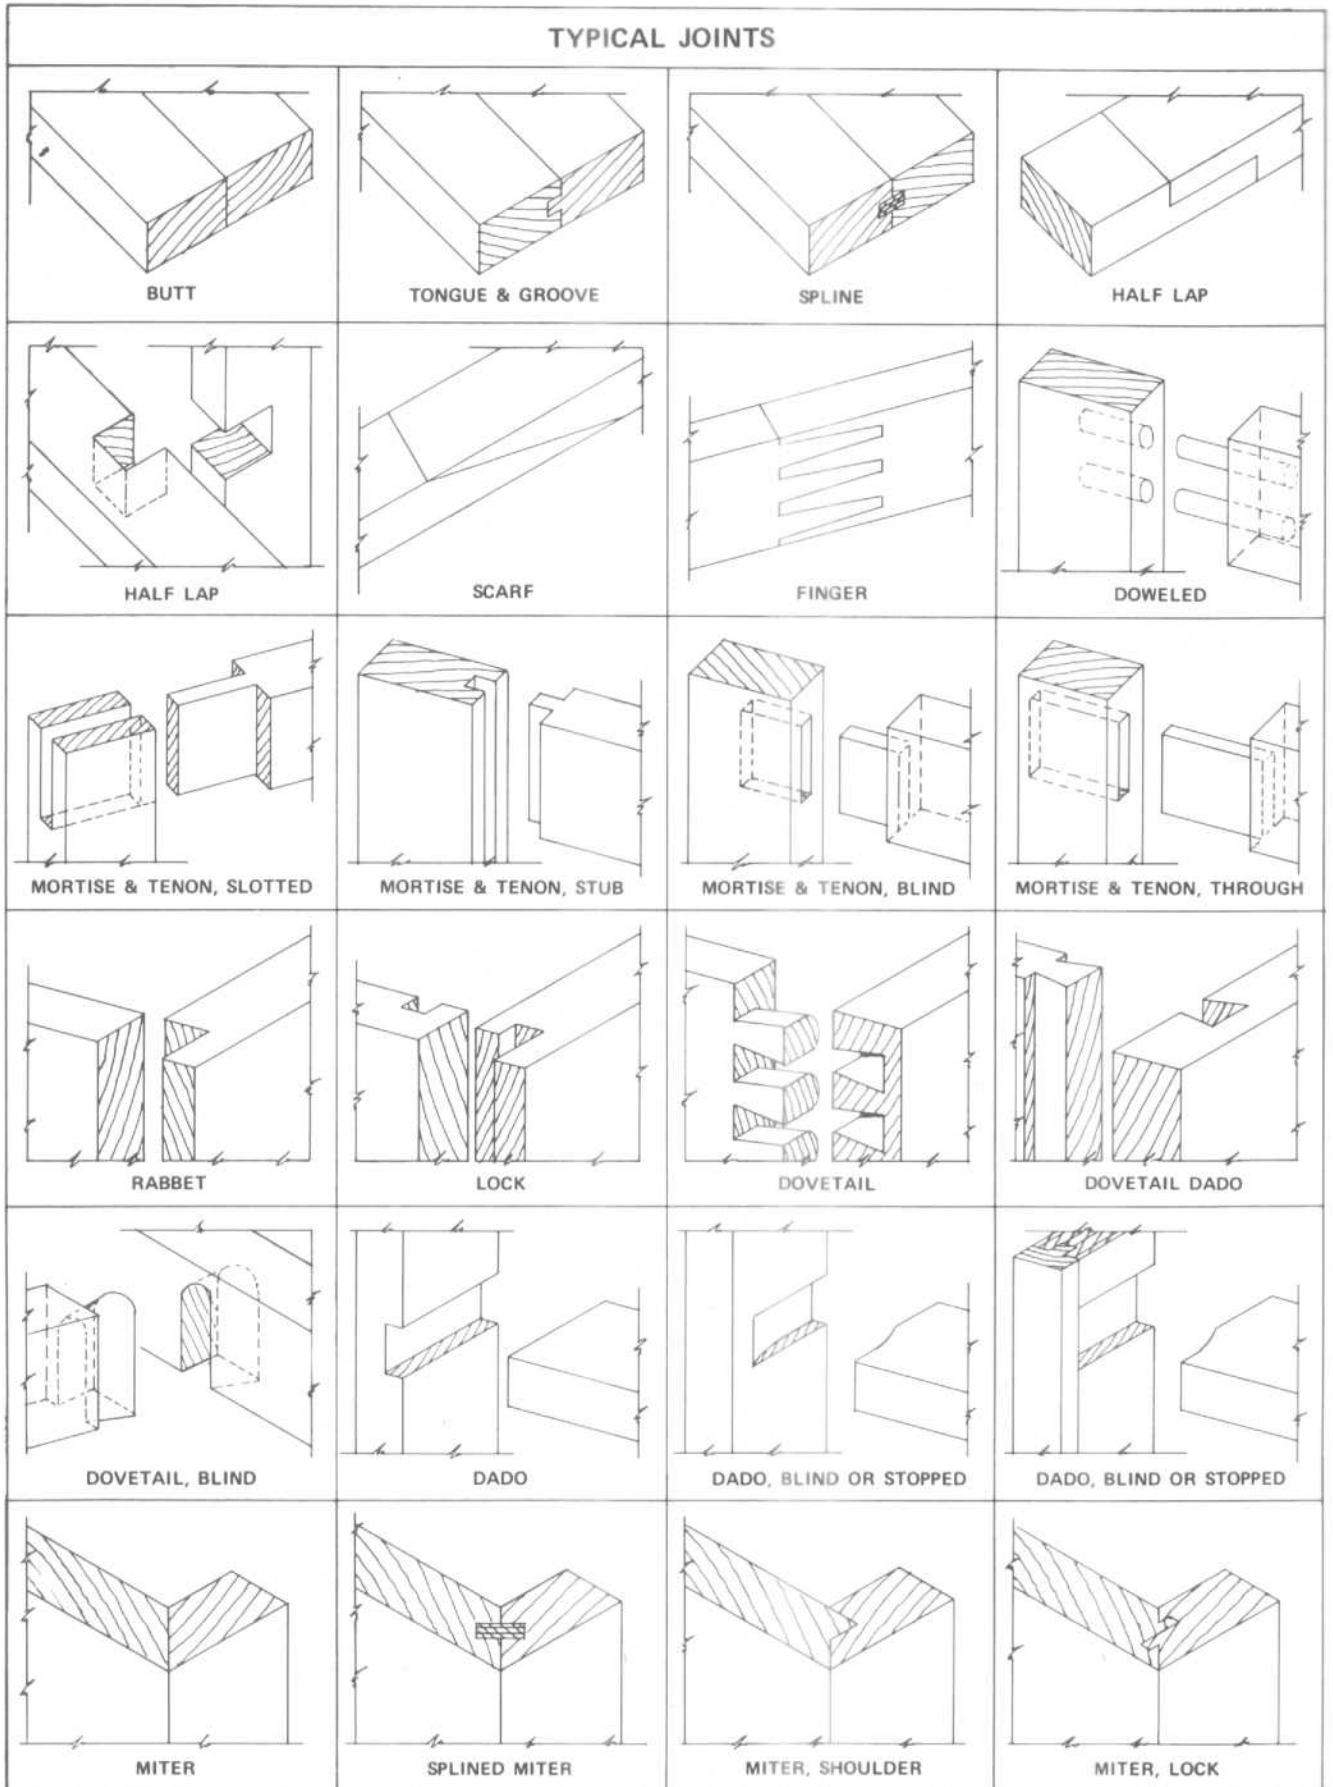 TYPICAL JOINTS
BUTT
TONGUE & GROOVE
SPLINE
HALF LAP
HALF LAP
SCARF
FINGER
DOWELED
MORTISE & TENON, SLOTTED
MORTISE & TENON, STUB
MORTISE & TENON, BLIND
MORTISE & TENON, THROUGH
RABBET
LOCK
DOVETAIL
DOVETAIL DADO
DOVETAIL, BLIND
DADO
DADO, BLIND OR STOPPED
DADO, BLIND OR STOPPED
MITER
SPLINED MITER
MITER, SHOULDER
MITER, LOCK